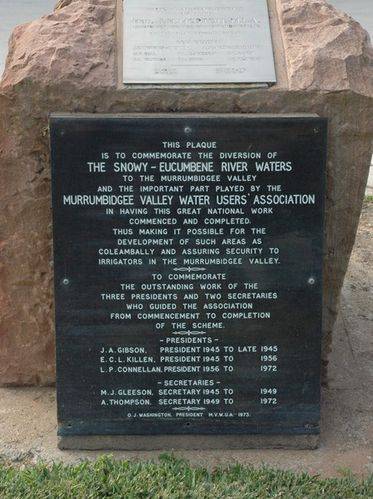 THIS PLAQUE
IS TO COMMEMORATE THE DIVERSION OF
THE SNOWY – EUCUMBENE RIVER WATERS
TO THE MURRUMBIDGEE VALLEY
AND THE IMPORTANT PART PLAYED BY THE
MURRUMBIDGEE VALLEY WATER USERS' ASSOCIATION
IN HAVING THIS GREAT NATIONAL WORK
COMMENCED AND COMPLETED.
THUS MAKING IT POSSIBLE FOR THE
DEVELOPMENT OF SUCH AREAS AS
COLEAMBALLY AND ASSURING SECURITY TO
IRRIGATORS IN THE MURRUMBIDGEE VALLEY.
TO COMMEMORATE
THE OUTSTANDING WORK OF THE
THREE PRESIDENTS AND TWO SECRETARIES
WHO GUIDED THE ASSOCIATION
FROM COMMENCEMENT TO COMPLETION
OF THE SCHEME.
– PRESIDENTS –
J.A. GIBSON, PRESIDENT 1945 TO LATE 1945
E.C.L. KILLEN, PRESIDENT 1945 TO 1956
L.P. CONNELLAN, PRESIDENT 1956 TO 1972
– SECRETARIES –
M.J. GLEESON, SECRETARY 1945 TO 1949
A. THOMPSON, SECRETARY 1949 TO 1972
D.J. WASHINGTON, PRESIDENT M.V.W.U.A. 1973.